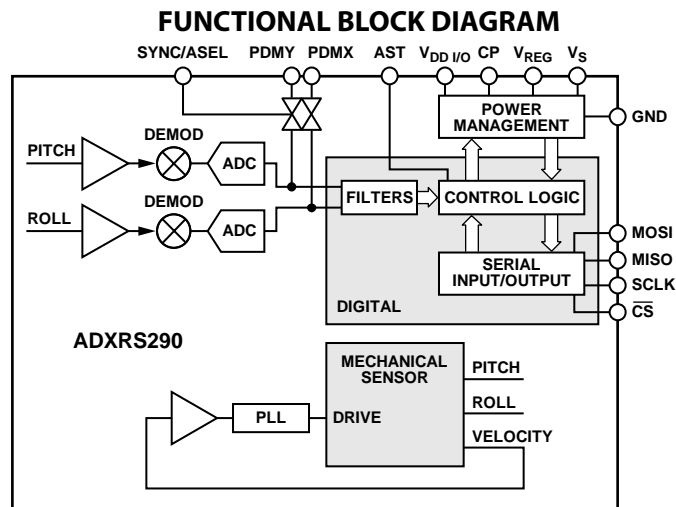 FUNCTIONAL BLOCK DIAGRAM
SYNC/ASEL PDMY PDMX AST VDD I/O CP VREG VS
POWER
MANAGEMENT
GND
DEMOD
PITCH
ADC
DEMOD
ROLL
ADC
FILTERS
CONTROL LOGIC
MOSI
MISO
SCLK
CS
SERIAL
INPUT/OUTPUT
DIGITAL
ADXRS290
MECHANICAL
SENSOR
PITCH
ROLL
VELOCITY
PLL
DRIVE